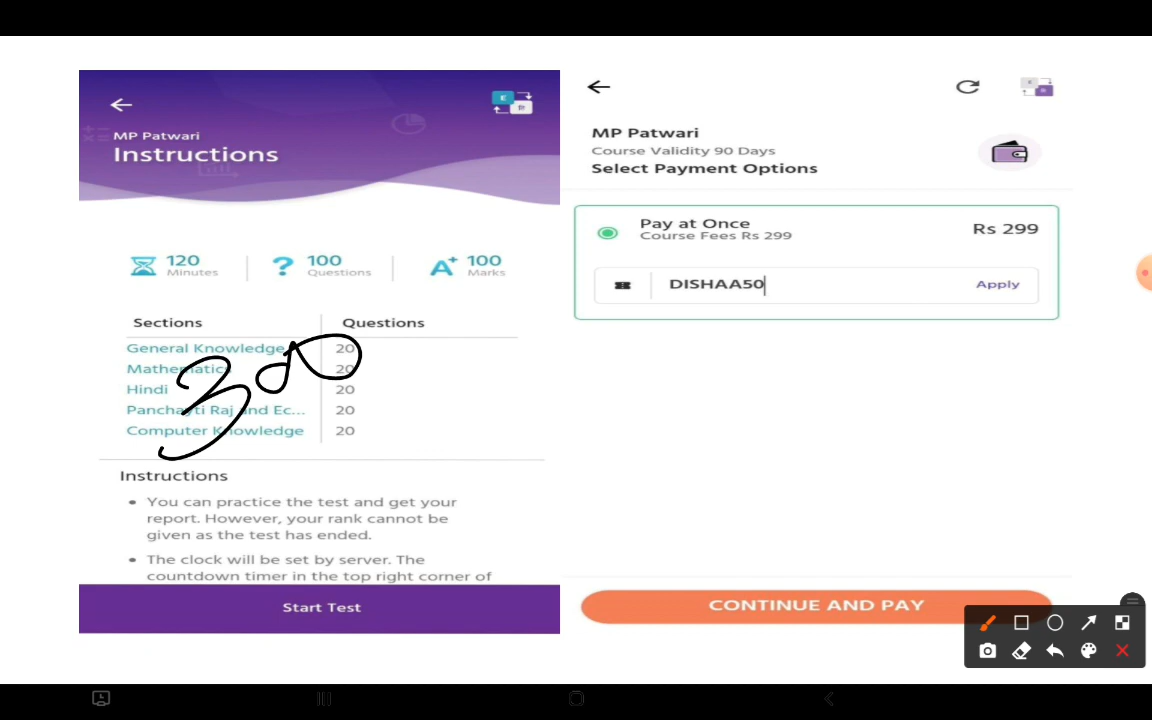 MP Patwari
Instructions
120
Minutes
?
100
Questions
A+
100
Marks
Sections
Questions
General Knowledge
20
Mathematics
20
Hindi
20
Panchayti Raj and Ec...
20
Computer Knowledge
20
300
Instructions
• You can practice the test and get your
report. However, your rank cannot be
given as the test has ended.
• The clock will be set by server. The
countdown timer in the top right corner of
Start Test
MP Patwari
Course Validity 90 Days
Select Payment Options
Pay at Once
Course Fees Rs 299
Rs 299
DISHAA50
Apply
CONTINUE AND PAY